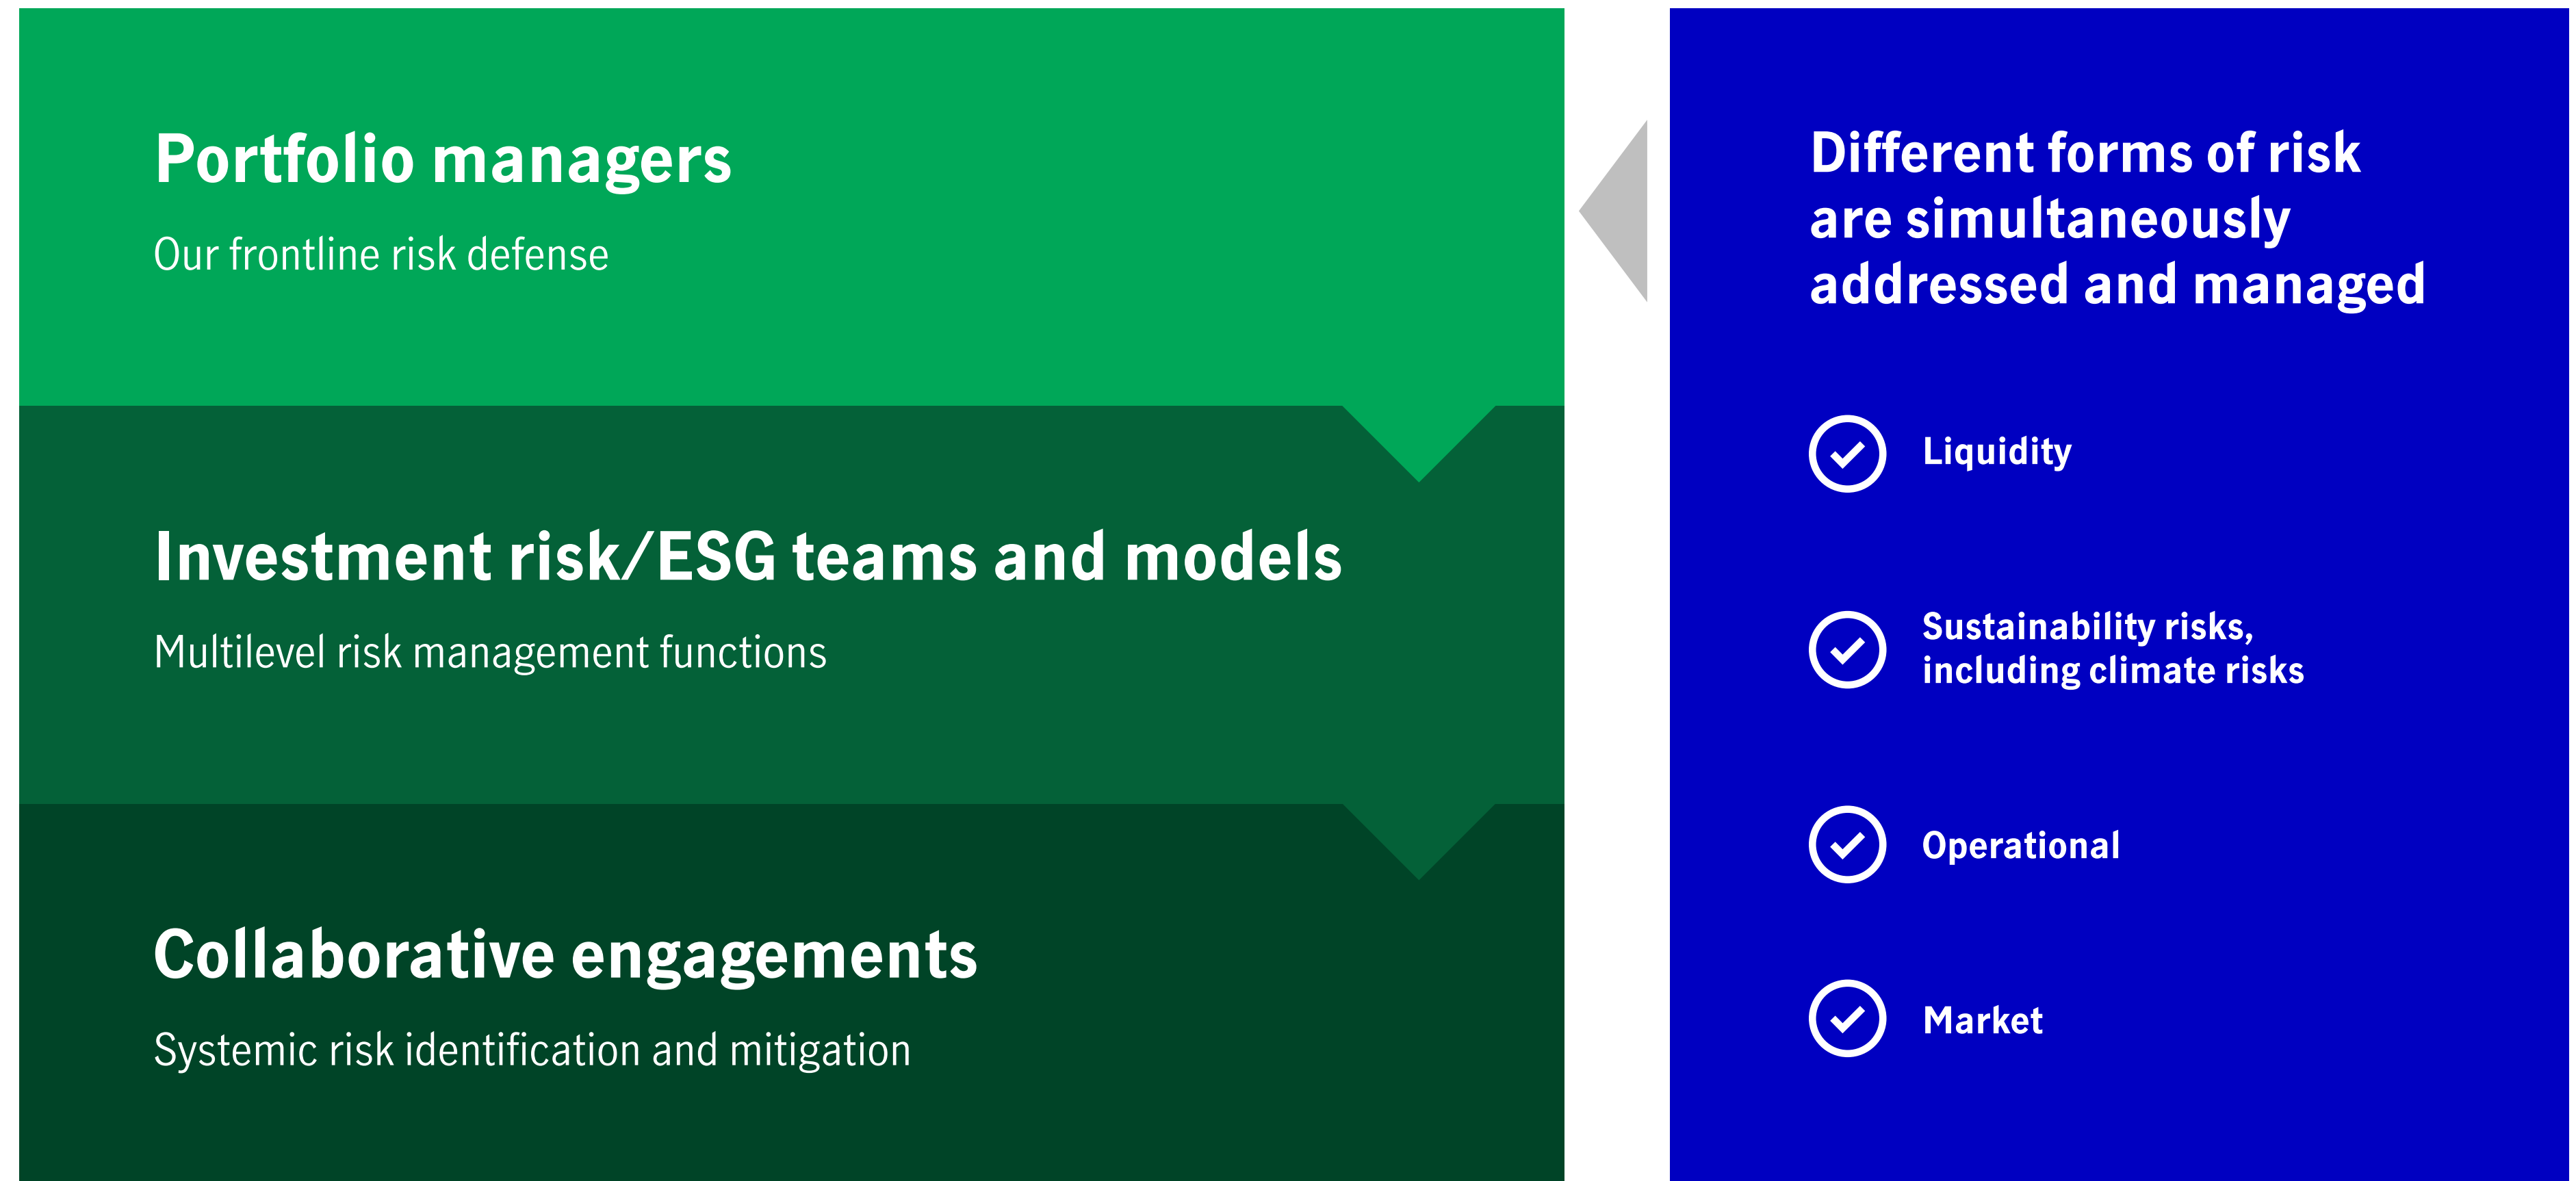 Portfolio managers
Our frontline risk defense
Investment risk/ESG teams and models
Multilevel risk management functions
Collaborative engagements
Systemic risk identification and mitigation
Different forms of risk
are simultaneously
addressed and managed
Liquidity
Sustainability risks,
including climate risks
Operational
Market